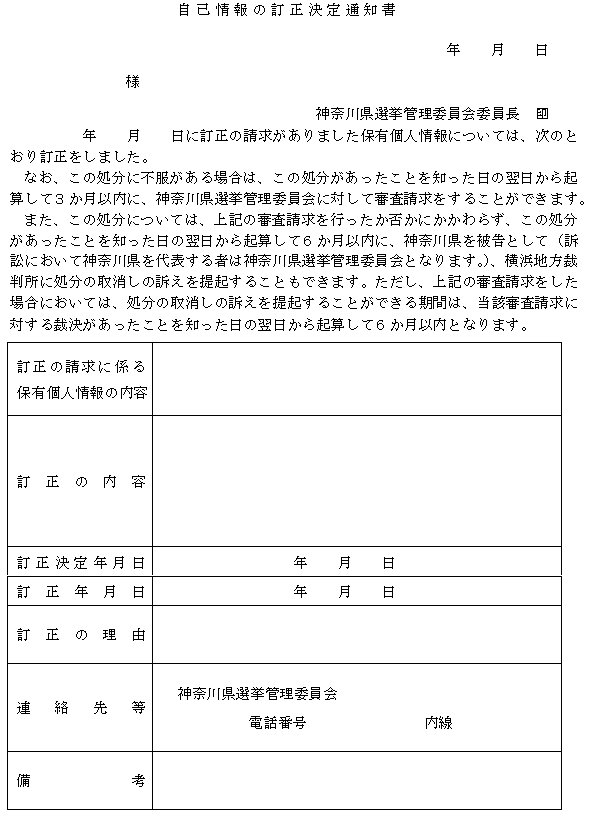 自己情報の訂正決定通知書
年　月　日
様
神奈川県選挙管理委員会委員長　印
年　月　日に訂正の請求がありました保有個人情報については、次のと
おり訂正をしました。
なお、この処分に不服がある場合は、この処分があったことを知った日の翌日から起
算して3か月以内に、神奈川県選挙管理委員会に対して審査請求をすることができます。
また、この処分については、上記の審査請求を行ったか否かにかかわらず、この処分
があったことを知った日の翌日から起算して6か月以内に、神奈川県を被告として（訴
訟において神奈川県を代表する者は神奈川県選挙管理委員会となります。）、横浜地方裁
判所に処分の取消しの訴えを提起することもできます。ただし、上記の審査請求をした
場合においては、処分の取消しの訴えを提起することができる期間は、当該審査請求に
対する裁決があったことを知った日の翌日から起算して6か月以内となります。
訂正の請求に係る
保有個人情報の内容
訂正の内容
訂正決定年月日　年　月　日
訂正年月日　年　月　日
訂正の理由
神奈川県選挙管理委員会
連絡先等
電話番号　内線
備考